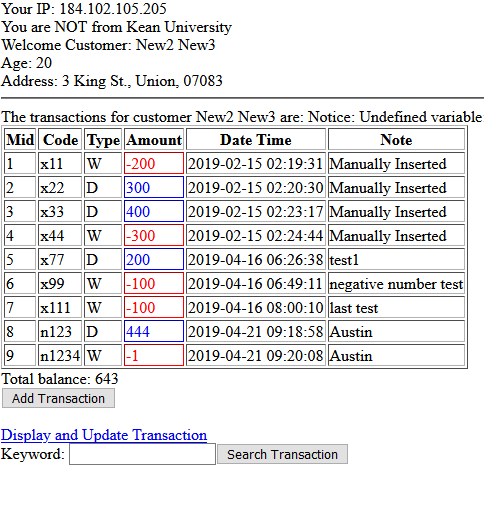 Your IP: 184.102.105.205
You are NOT from Kean University
Welcome Customer: New2 New3
Age: 20
Address: 3 King St., Union, 07083
The transactions for customer New2 New3 are: Notice: Undefined variable
Mid Code Type Amount Date Time Note
1 x11 W -200 2019-02-15 02:19:31 Manually Inserted
2 x22 D 300 2019-02-15 02:20:30 Manually Inserted
3 x33 D 400 2019-02-15 02:23:17 Manually Inserted
4 x44 W -300 2019-02-15 02:24:44 Manually Inserted
5 x77 D 200 2019-04-16 06:26:38 test1
6 x99 W -100 2019-04-16 06:49:11 negative number test
7 x111 W -100 2019-04-16 08:00:10 last test
8 n123 D 444 2019-04-21 09:18:58 Austin
9 n1234 W -1 2019-04-21 09:20:08 Austin
Total balance: 643
Add Transaction
Display and Update Transaction
Keyword: Search Transaction